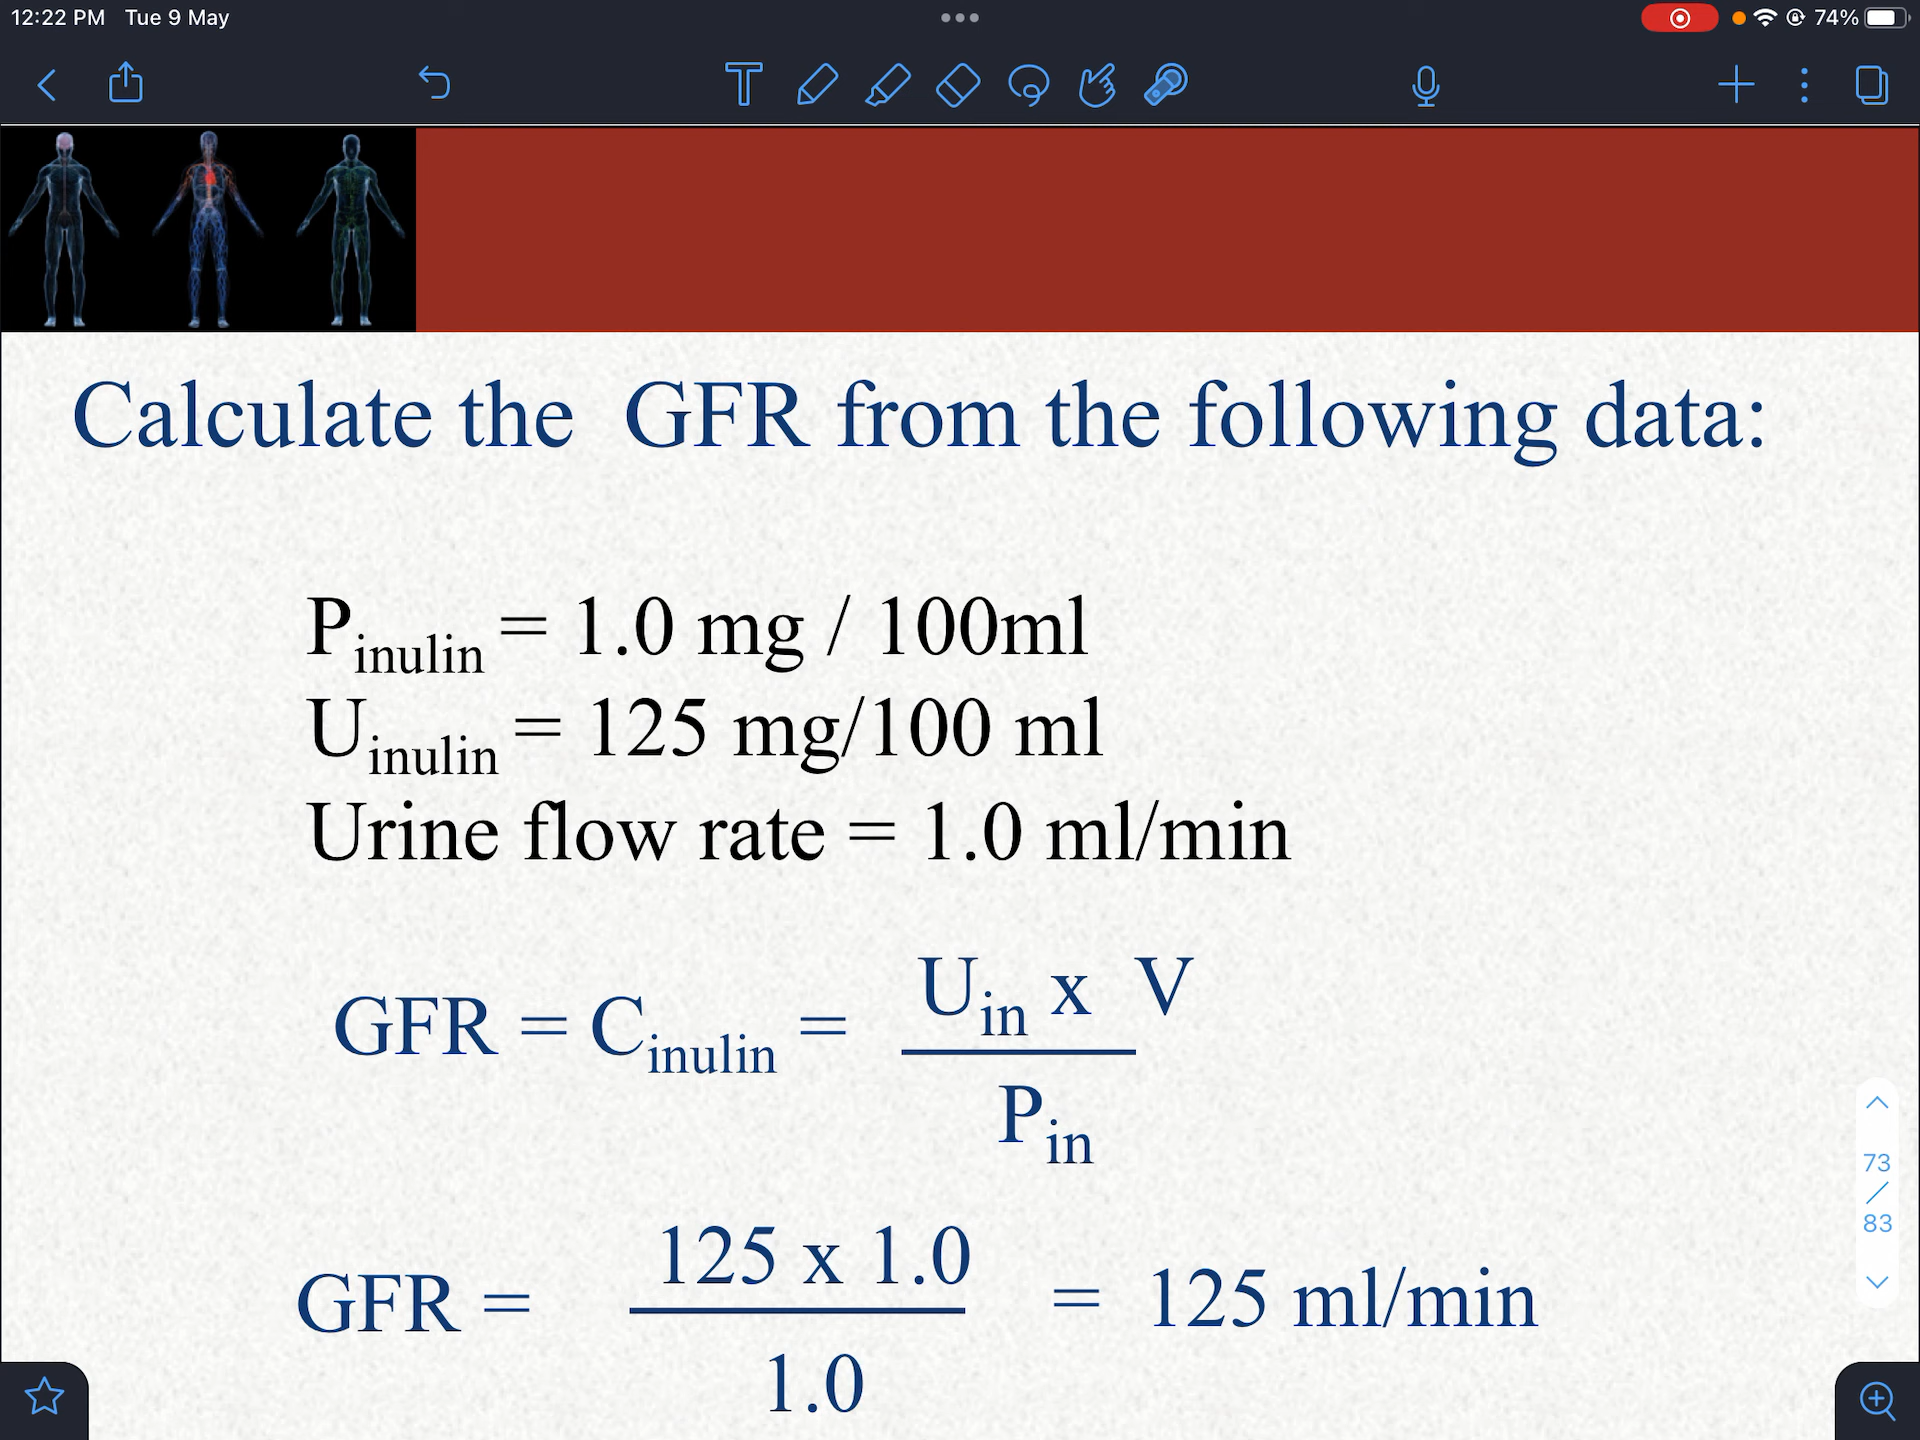 12:22 PM Tue 9 May
74%
Calculate the GFR from the following data:
Pinulin = 1.0 mg / 100ml
Uinulin = 125 mg/100 ml
Urine flow rate = 1.0 ml/min
Uin x V
GFR = Cinulin =
Pin
73
/
83
125 x 1.0
GFR = = 125 ml/min
1.0